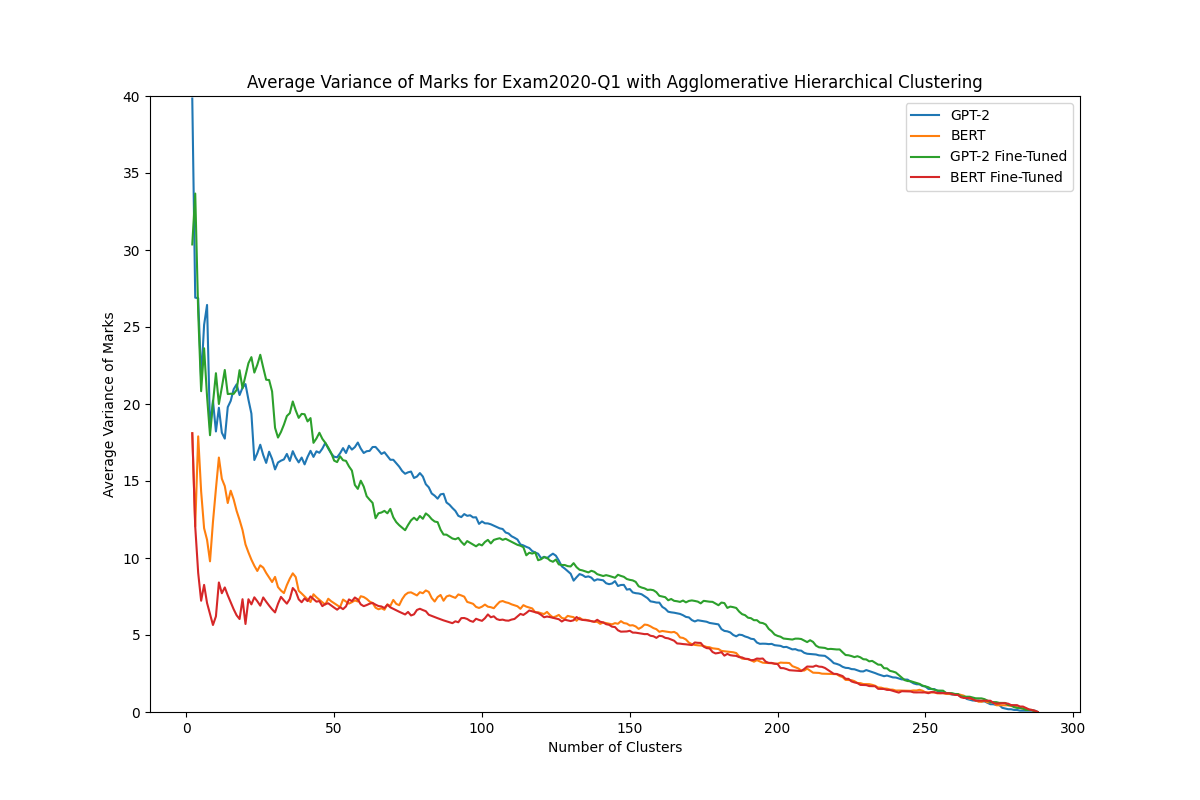 Average Variance of Marks for Exam2020-Q1 with Agglomerative Hierarchical Clustering
GPT-2
BERT
GPT-2 Fine-Tuned
BERT Fine-Tuned
Average Variance of Marks
40
35
30
25
20
15
10
5
0
0 50 100 150 200 250 300
Number of Clusters